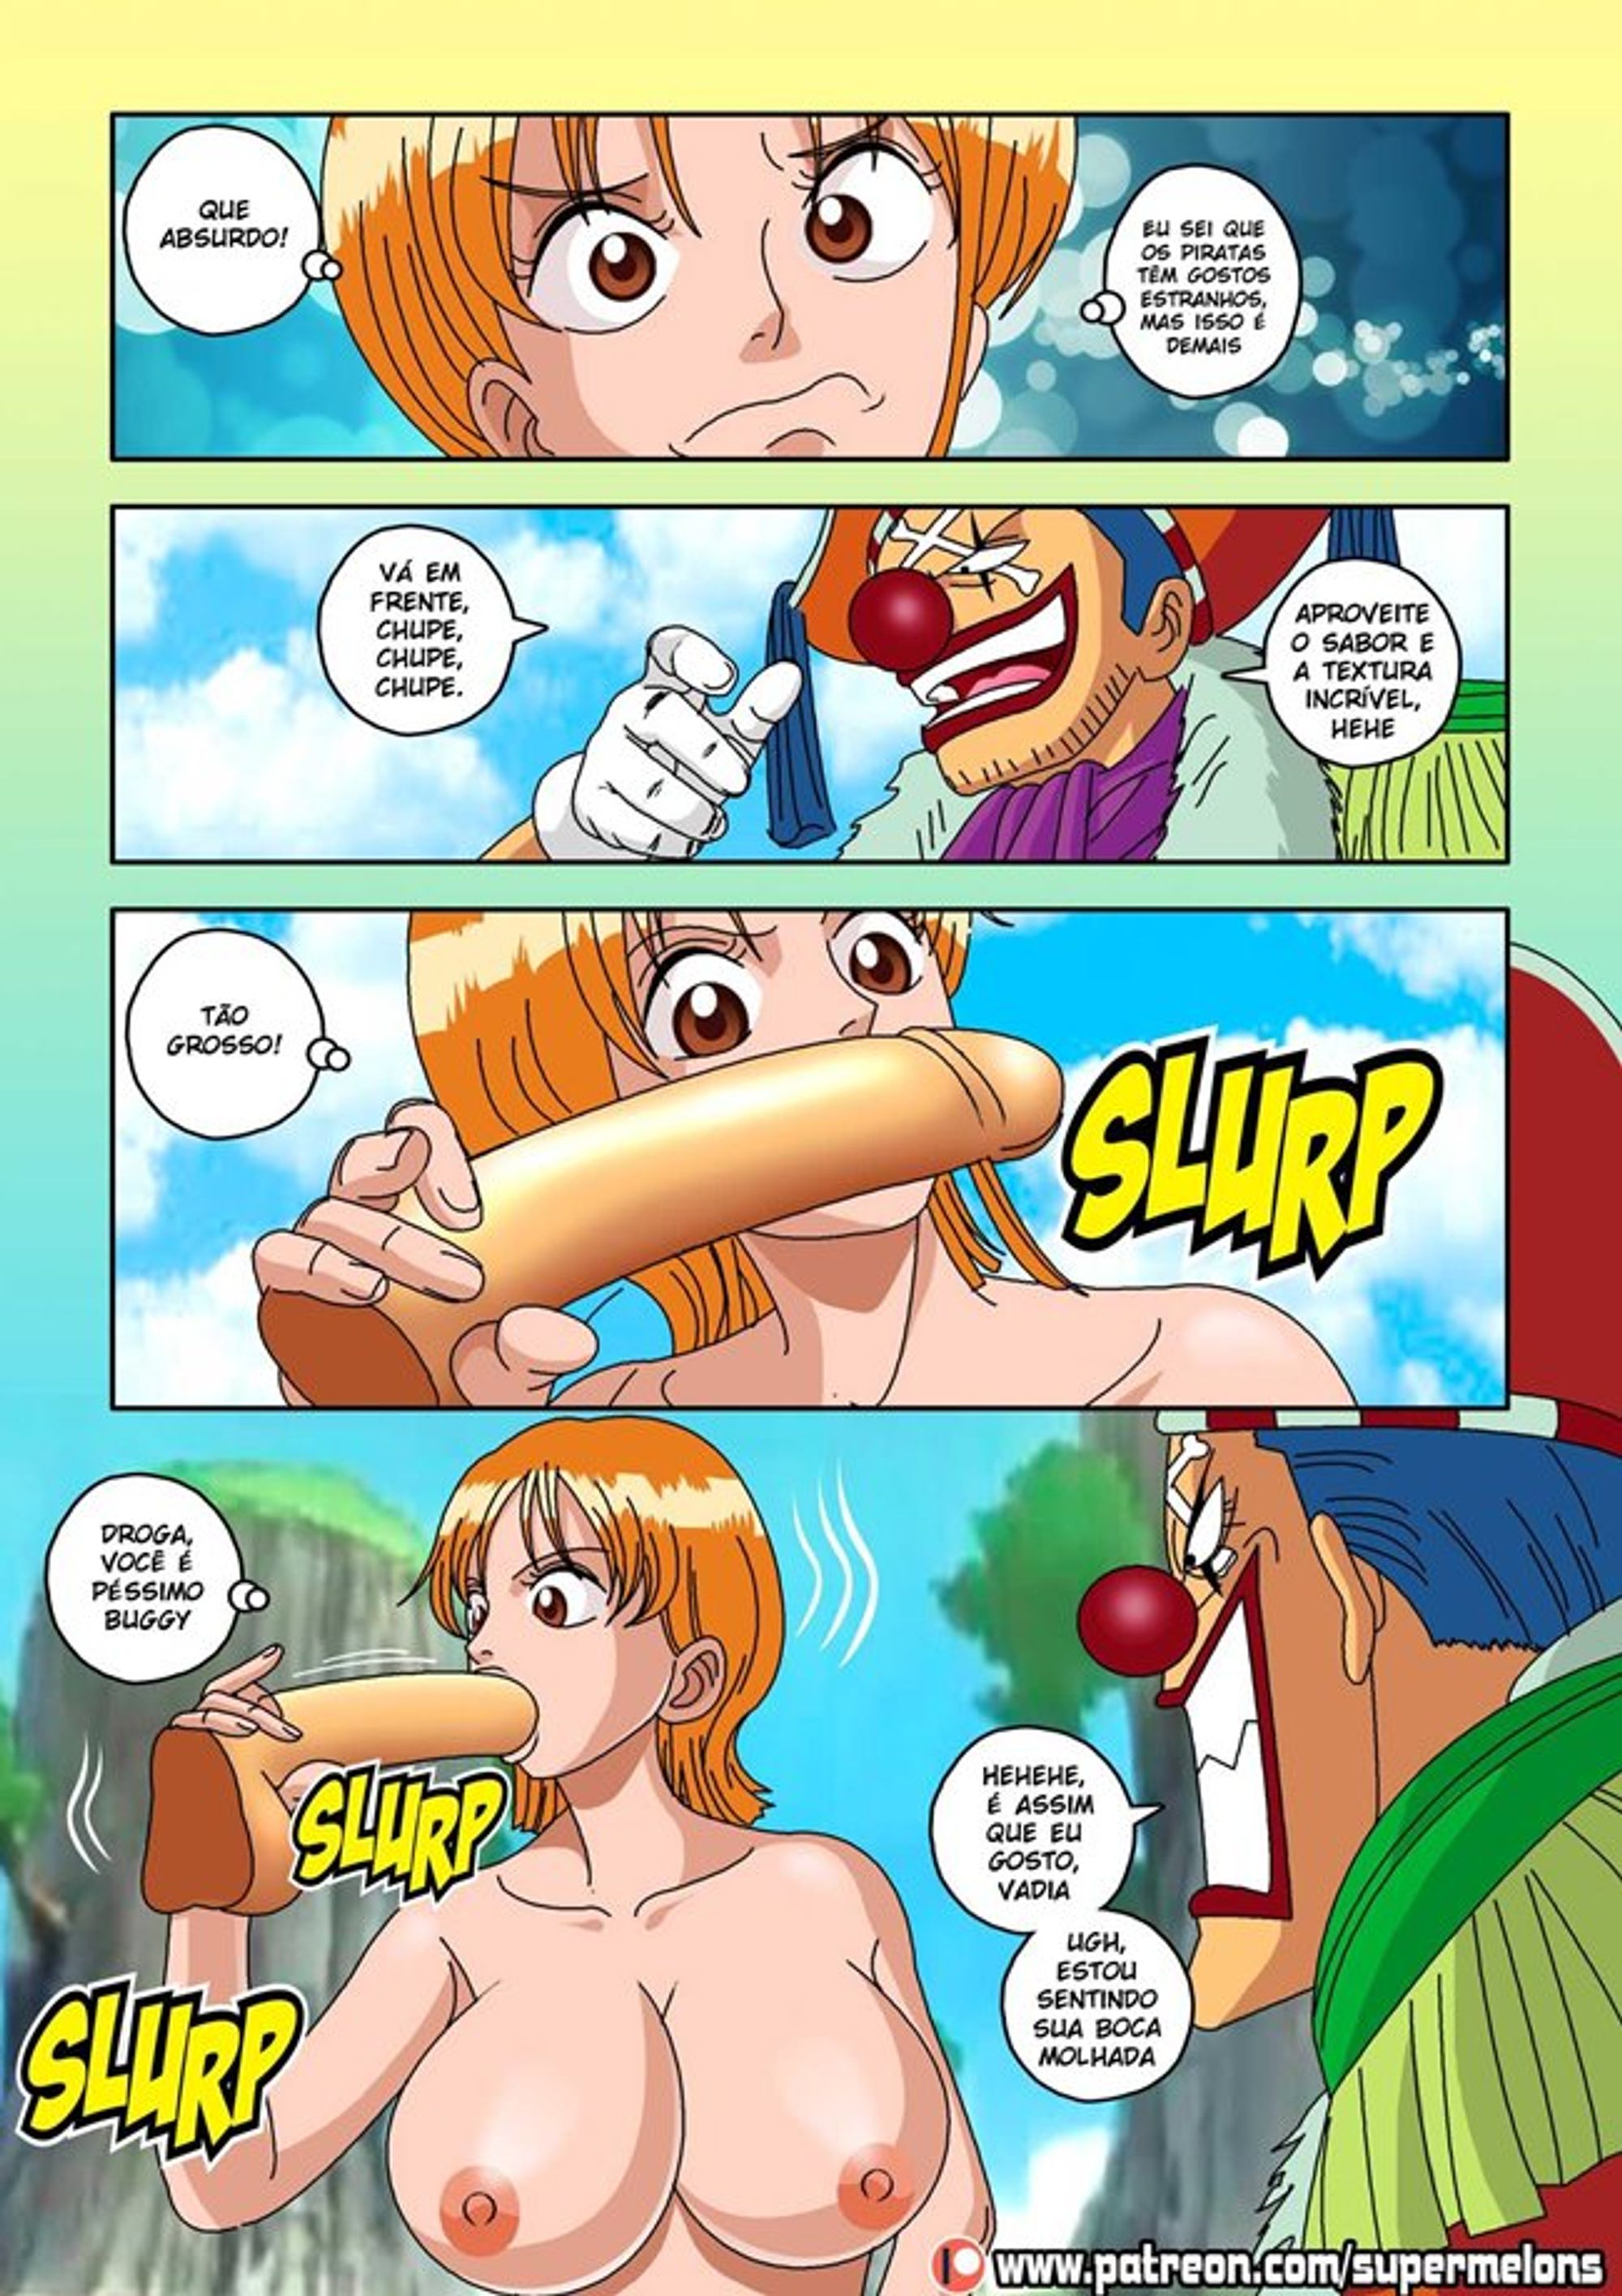 QUE
ABSURDO!
EU SEI QUE
OS PIRATAS
TÊM GOSTOS
ESTRANHOS,
MAS ISSO É
DEMAIS
VÁ EM
FRENTE,
CHUPE,
CHUPE,
CHUPE.
APROVEITE
O SABOR E
A TEXTURA
INCRÍVEL,
HEHE
TÃO
GROSSO!
SLURP
DROGA,
VOCÊ É
PÉSSIMO
BUGGY
SLURP
HEHEHE,
É ASSIM
QUE EU
GOSTO,
VADIA
UGH,
ESTOU
SENTINDO
SUA BOCA
MOLHADA
SLURP
www.patreon.com/supermelons